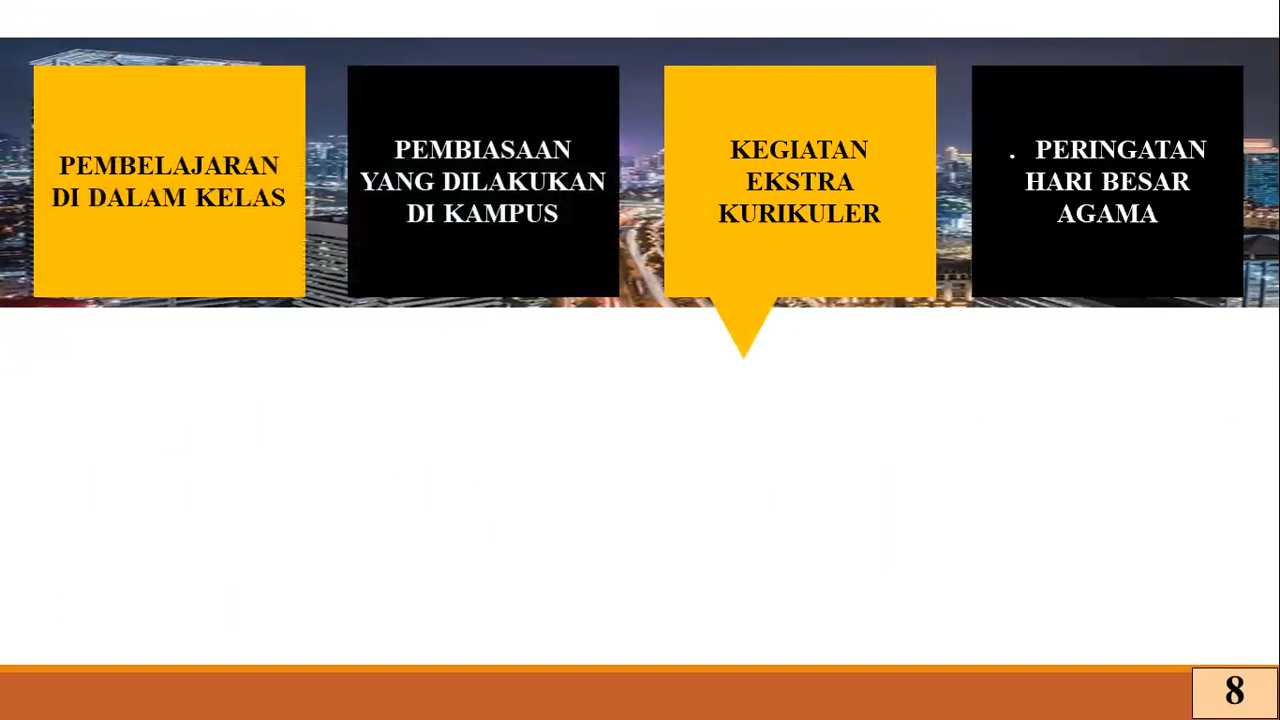 PEMBELAJARAN
DI DALAM KELAS
PEMBIASAAN
YANG DILAKUKAN
DI KAMPUS
KEGIATAN
EKSTRA
KURIKULER
. PERINGATAN
HARI BESAR
AGAMA
8